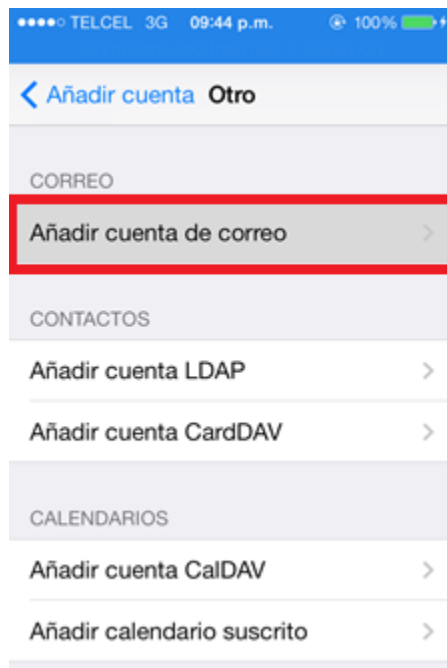 TELCEL 3G 09:44 p.m. 100%
Añadir cuenta Otro
CORREO
Añadir cuenta de correo
CONTACTOS
Añadir cuenta LDAP
Añadir cuenta CardDAV
CALENDARIOS
Añadir cuenta CalDAV
Añadir calendario suscrito